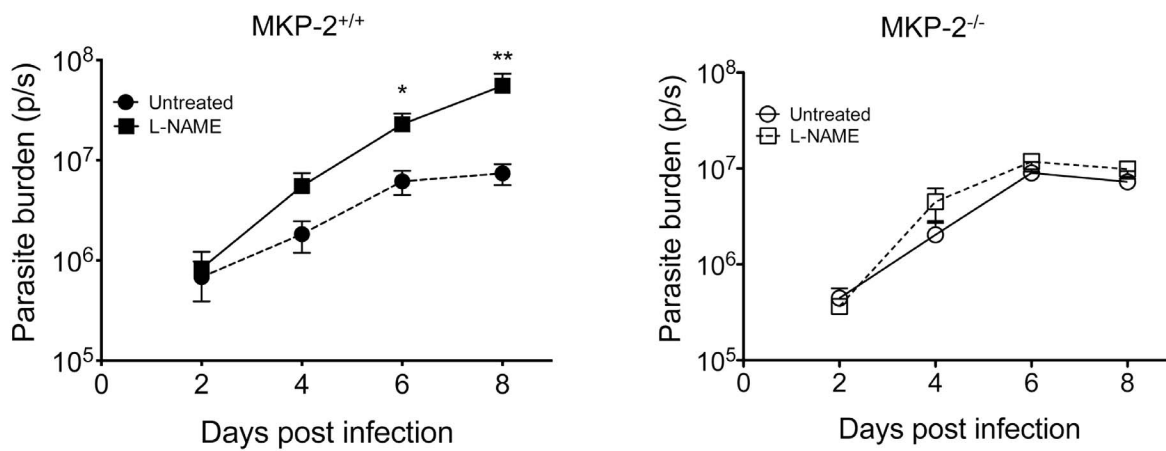 MKP-2+/+
Parasite burden (p/s)
10^8
10^7
10^6
10^5
Untreated
L-NAME
*
**
0 2 4 6 8
Days post infection
MKP-2-/-
Parasite burden (p/s)
10^8
10^7
10^6
10^5
Untreated
L-NAME
0 2 4 6 8
Days post infection